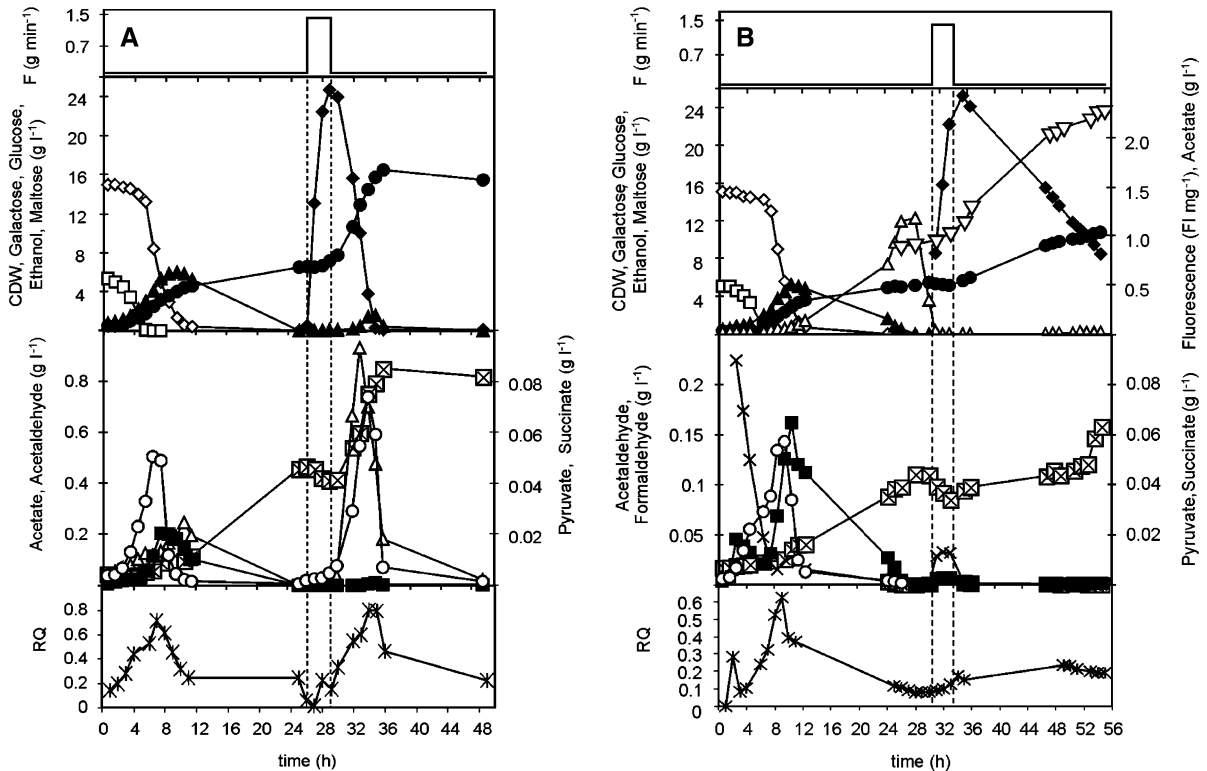 A
1.5
0.7
F (g min⁻¹)
24
20
16
12
8
4
CDW, Galactose, Glucose,
Ethanol, Maltose (g l⁻¹)
0.8
0.6
0.4
0.2
Acetate, Acetaldehyde (g l⁻¹)
0.08
0.06
0.04
0.02
Pyruvate, Succinate (g l⁻¹)
0.8
0.6
0.4
0.2
0
RQ
0 4 8 12 16 20 24 28 32 36 40 44 48
time (h)
B
1.5
0.7
F (g min⁻¹)
24
20
16
12
8
4
CDW, Galactose, Glucose,
Ethanol, Maltose (g l⁻¹)
2.0
1.5
1.0
0.5
Fluorescence (FI mg⁻¹), Acetate (g l⁻¹)
0.2
0.15
0.1
0.05
Acetaldehyde,
Formaldehyde (g l⁻¹)
0.08
0.06
0.04
0.02
Pyruvate,Succinate(g l⁻¹)
0.6
0.5
0.4
0.3
0.2
0.1
0
RQ
0 4 8 12 16 20 24 28 32 36 40 44 48 52 56
time (h)